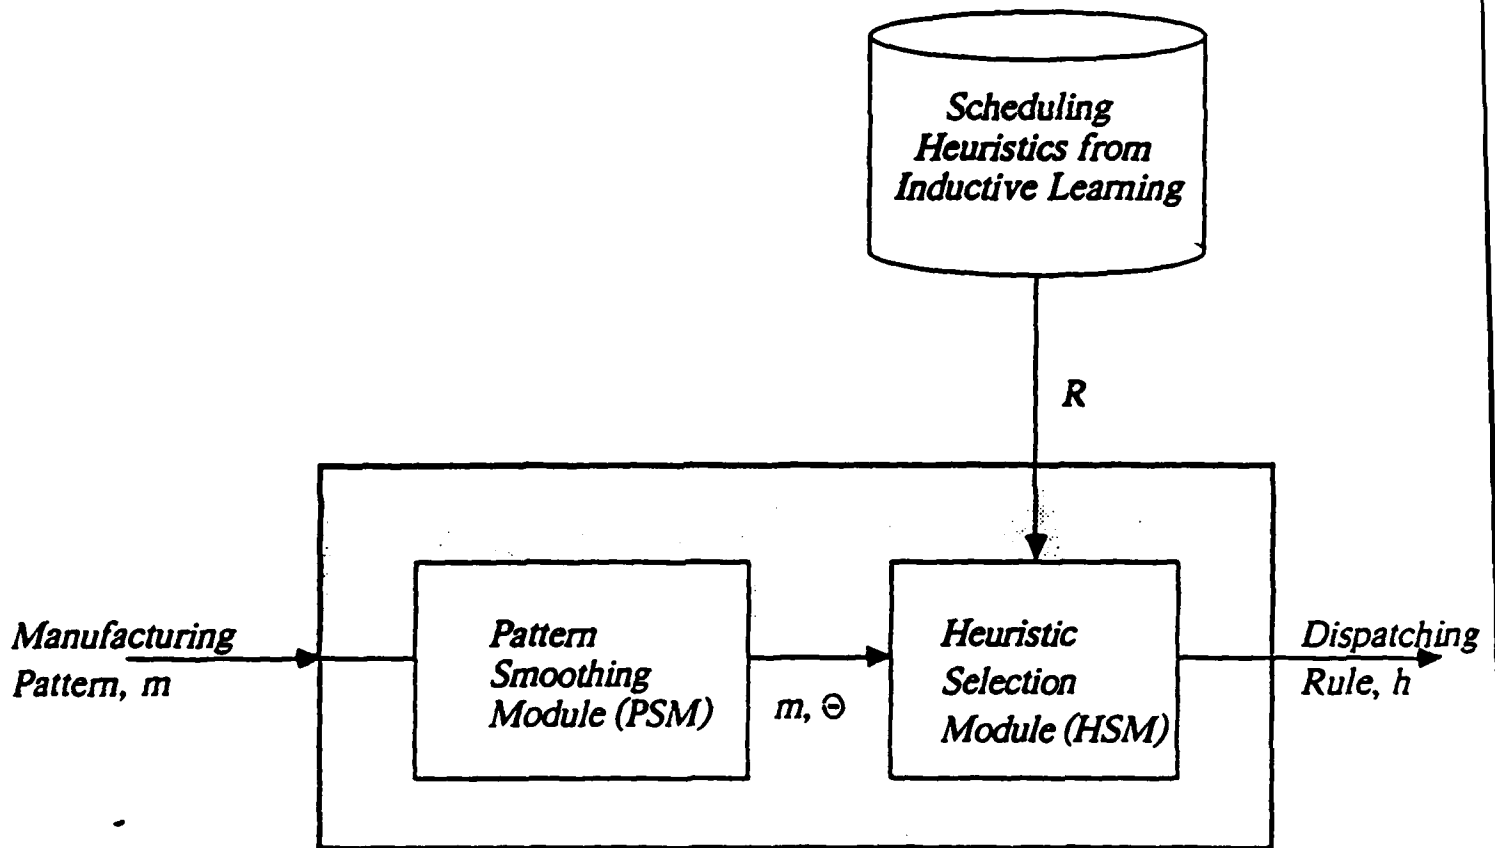 Scheduling
Heuristics from
Inductive Learning
R
Manufacturing
Pattern, m
Pattern
Smoothing
Module (PSM)
m, Θ
Heuristic
Selection
Module (HSM)
Dispatching
Rule, h